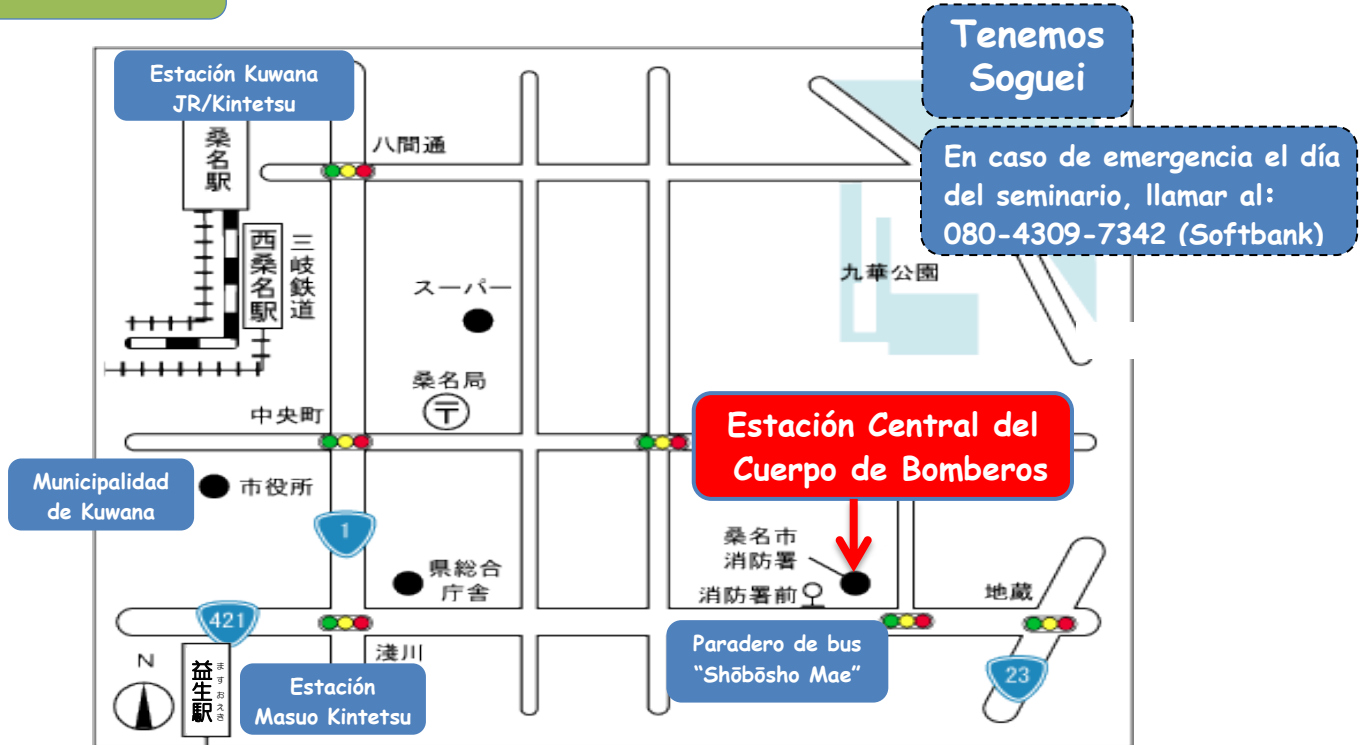 Tenemos
Soguei
En caso de emergencia el día
del seminario, llamar al:
080-4309-7342 (Softbank)
Estación Kuwana
JR/Kintetsu
桑名駅
八間通
西桑名駅
三岐鉄道
スーパー
九華公園
桑名局
〒
中央町
Estación Central del
Cuerpo de Bomberos
Municipalidad
de Kuwana
市役所
1
桑名市
消防署
県総合
庁舎
消防署前
地蔵
421
淺川
Paradero de bus
“Shōbōsho Mae”
23
N
益生駅
ますおえき
Estación
Masuo Kintetsu